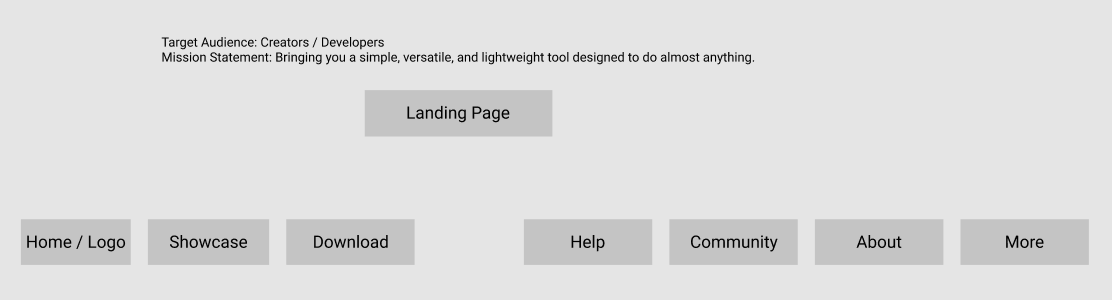 Target Audience: Creators / Developers
Mission Statement: Bringing you a simple, versatile, and lightweight tool designed to do almost anything.
Landing Page
Home / Logo
Showcase
Download
Help
Community
About
More